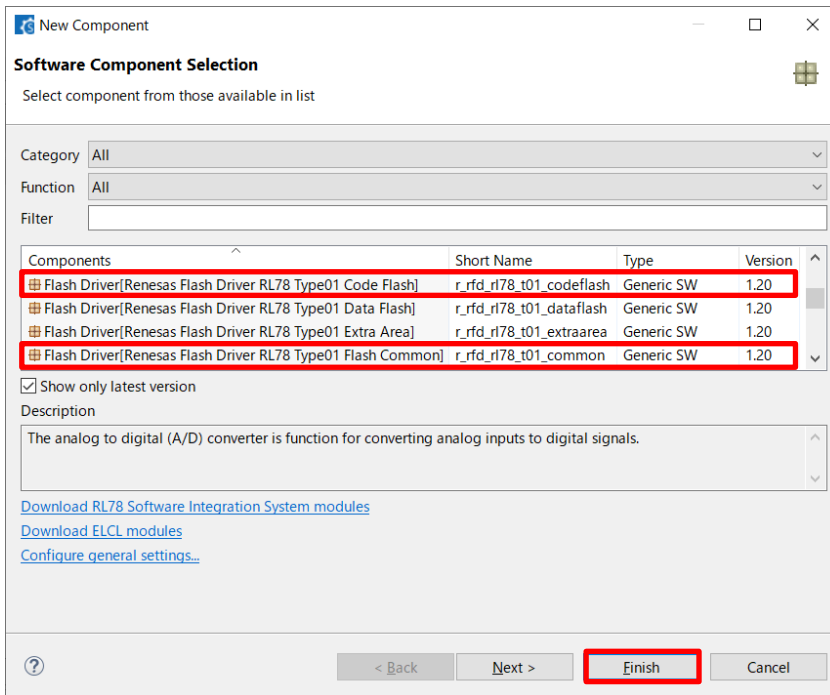 New Component
Software Component Selection
Select component from those available in list
Category All
Function All
Filter
Components Short Name Type Version
Flash Driver[Renesas Flash Driver RL78 Type01 Code Flash] r_rfd_rl78_t01_codeflash Generic SW 1.20
Flash Driver[Renesas Flash Driver RL78 Type01 Data Flash] r_rfd_rl78_t01_dataflash Generic SW 1.20
Flash Driver[Renesas Flash Driver RL78 Type01 Extra Area] r_rfd_rl78_t01_extraarea Generic SW 1.20
Flash Driver[Renesas Flash Driver RL78 Type01 Flash Common] r_rfd_rl78_t01_common Generic SW 1.20
Show only latest version
Description
The analog to digital (A/D) converter is function for converting analog inputs to digital signals.
Download RL78 Software Integration System modules
Download ELCL modules
Configure general settings...
? < Back Next > Finish Cancel